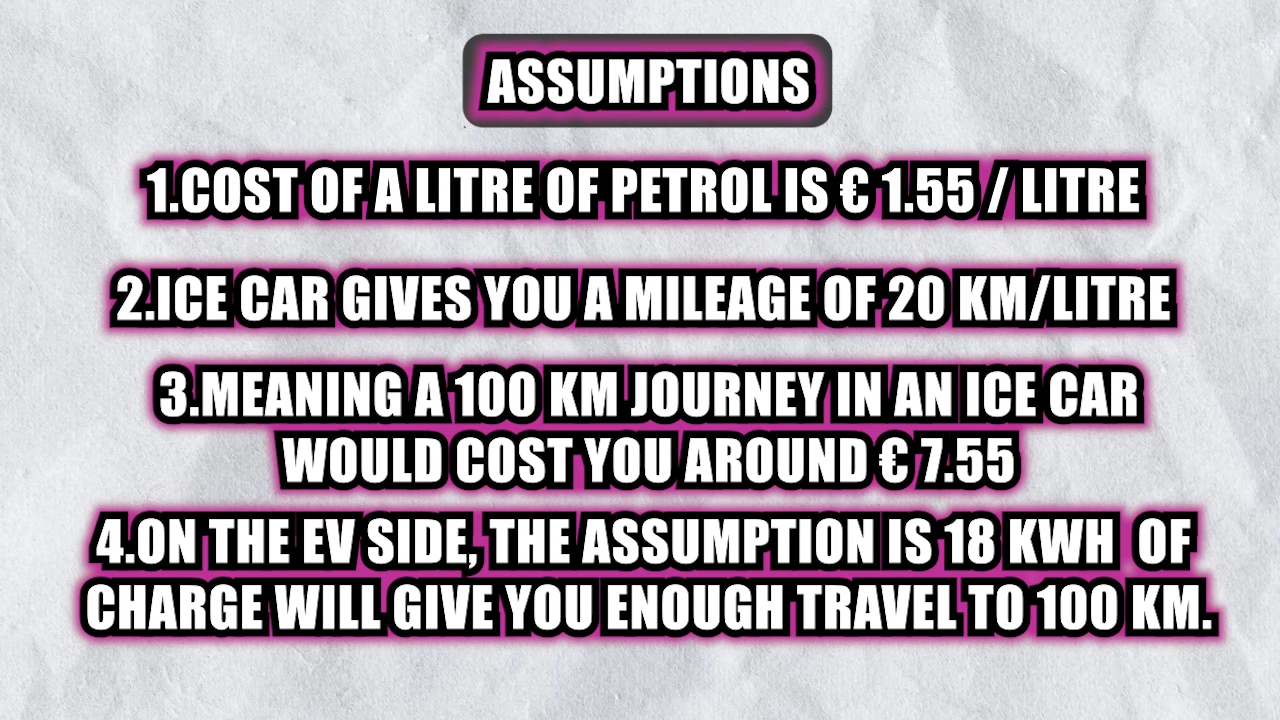 ASSUMPTIONS
1.COST OF A LITRE OF PETROL IS € 1.55 / LITRE
2.ICE CAR GIVES YOU A MILEAGE OF 20 KM/LITRE
3.MEANING A 100 KM JOURNEY IN AN ICE CAR
WOULD COST YOU AROUND € 7.55
4.ON THE EV SIDE, THE ASSUMPTION IS 18 KWH OF
CHARGE WILL GIVE YOU ENOUGH TRAVEL TO 100 KM.